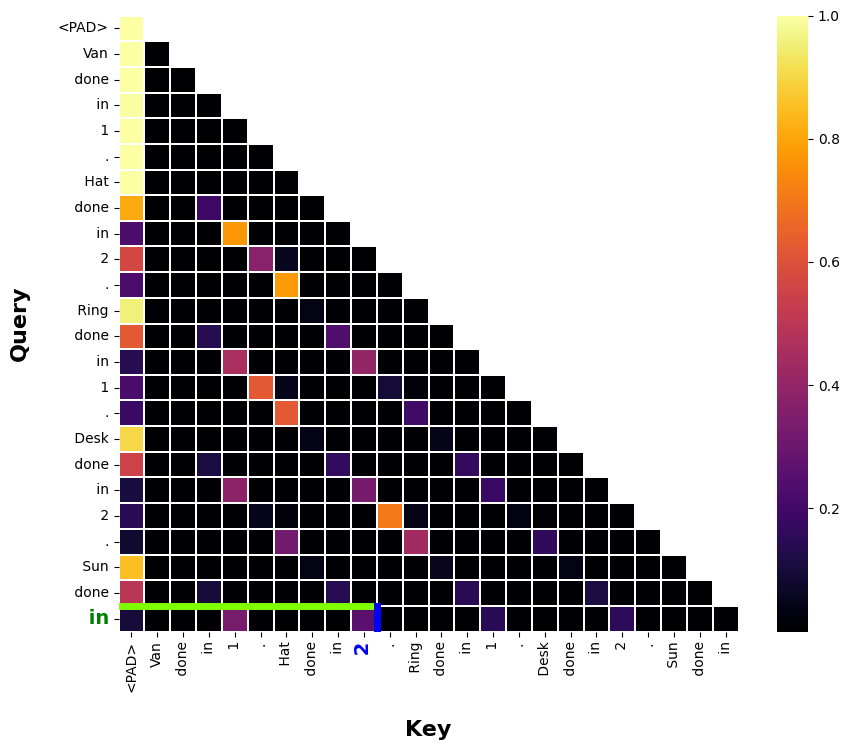 <PAD>
Van
done
in
1
.
Hat
done
in
2
.
Ring
done
in
1
.
Desk
done
in
2
.
Sun
done
in
Query
<PAD>
Van
done
in
1
.
Hat
done
in
2
.
Ring
done
in
1
.
Desk
done
in
2
.
Sun
done
in
Key
1.0
0.8
0.6
0.4
0.2